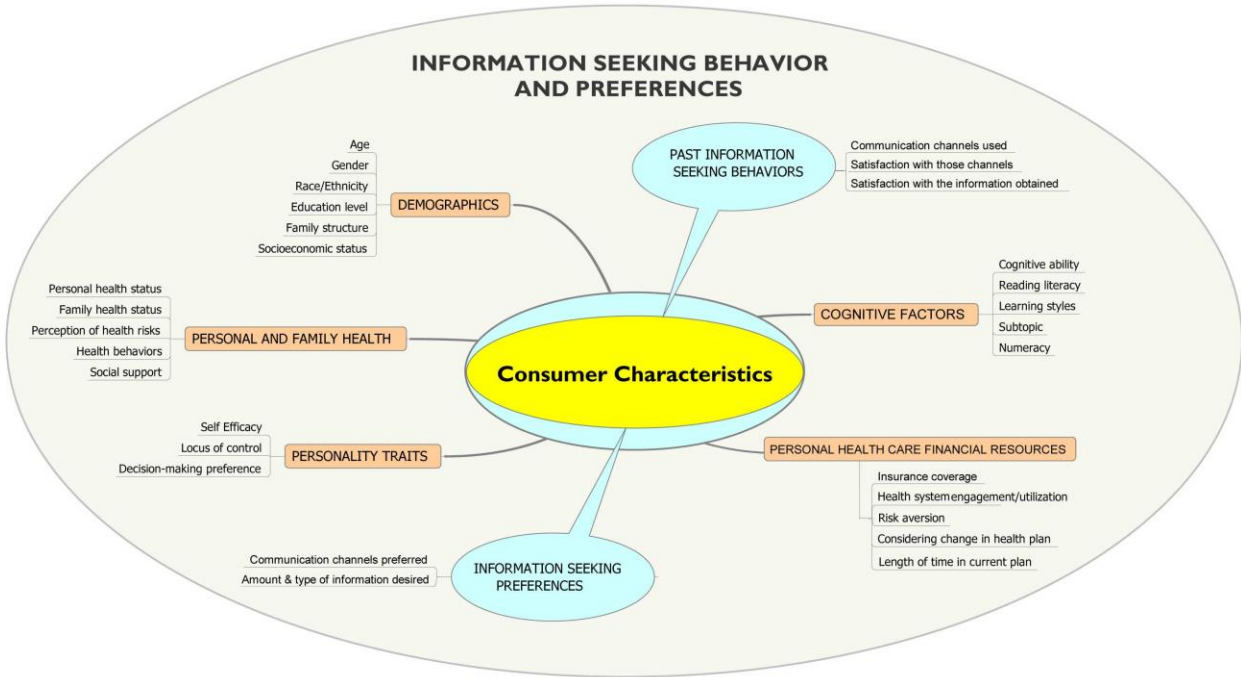 INFORMATION SEEKING BEHAVIOR
AND PREFERENCES
PAST INFORMATION
SEEKING BEHAVIORS
Communication channels used
Satisfaction with those channels
Satisfaction with the information obtained
Age
Gender
Race/Ethnicity
Education level
Family structure
Socioeconomic status
DEMOGRAPHICS
Cognitive ability
Reading literacy
Learning styles
Subtopic
Numeracy
COGNITIVE FACTORS
Personal health status
Family health status
Perception of health risks
Health behaviors
Social support
PERSONAL AND FAMILY HEALTH
Consumer Characteristics
Self Efficacy
Locus of control
Decision-making preference
PERSONALITY TRAITS
PERSONAL HEALTH CARE FINANCIAL RESOURCES
Insurance coverage
Health system engagement/utilization
Risk aversion
Considering change in health plan
Length of time in current plan
Communication channels preferred
Amount & type of information desired
INFORMATION SEEKING
PREFERENCES